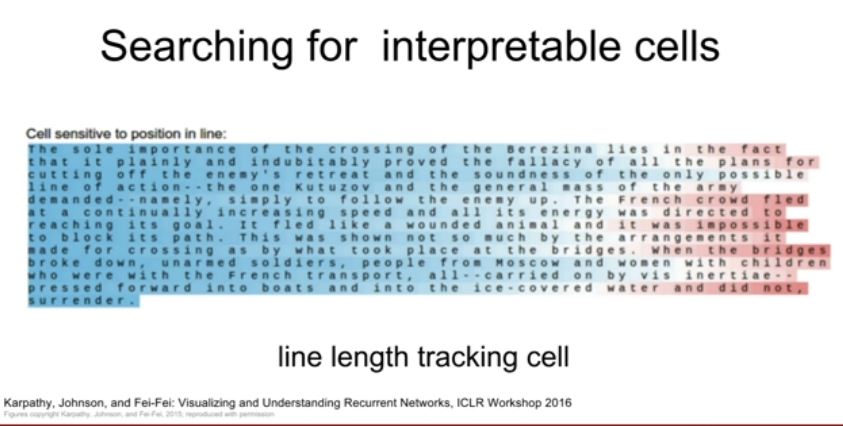 Searching for interpretable cells
Cell sensitive to position in line:
The sole importance of the crossing of the Berezina lies in the fact
that it plainly and indubitably proved the fallacy of all the plans for
cutting off the enemy's retreat and the soundness of the only possible
line of action--the one Kutuzov and the general mass of the army
demanded--namely, simply to follow the enemy up. The French crowd fled
at a continually increasing speed and all its energy was directed to
reaching its goal. It fled like a wounded animal and it was impossible
to block its path. This was shown not so much by the arrangements it
made for crossing as by what took place at the bridges. When the bridges
broke down, unarmed soldiers, people from Moscow and women with children
who were with the French transport, all--carried on by vis inertiae--
pressed forward into boats and into the ice-covered water and did not,
surrender.
line length tracking cell
Karpathy, Johnson, and Fei-Fei: Visualizing and Understanding Recurrent Networks, ICLR Workshop 2016
Figures copyright Karpathy, Johnson, and Fei-Fei, 2015; reproduced with permission